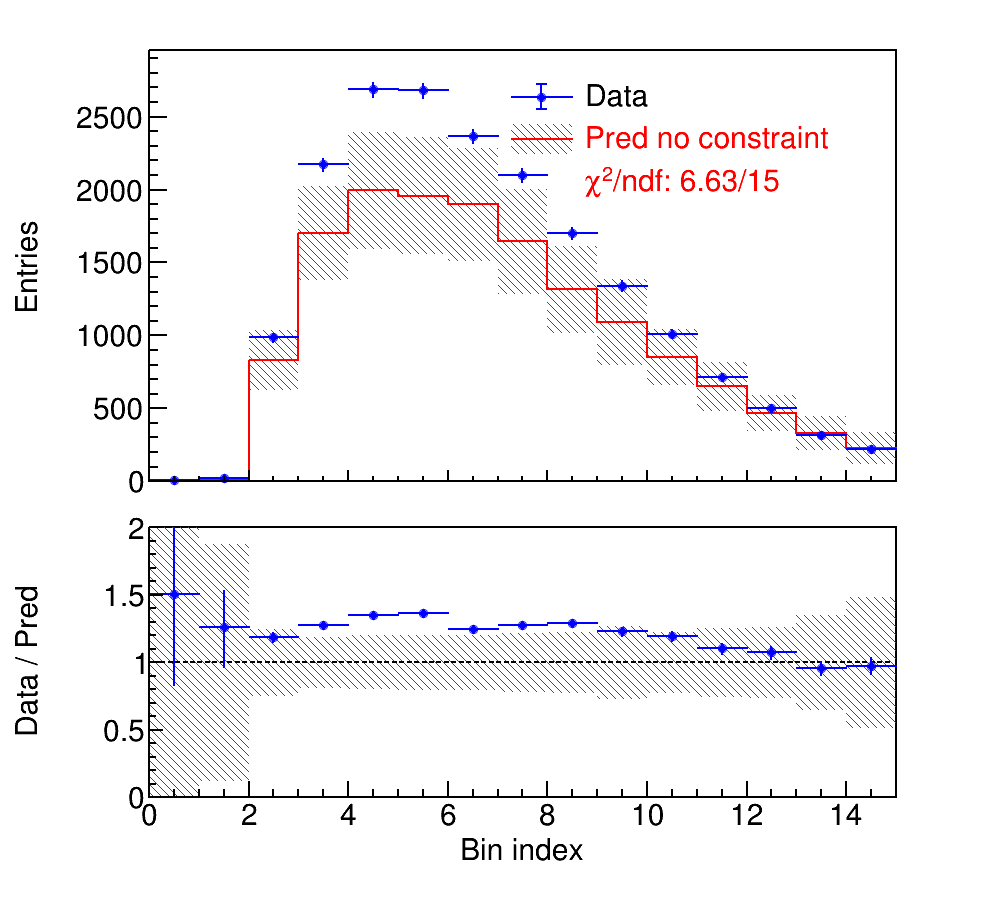 Entries
2500
2000
1500
1000
500
0
Data
Pred no constraint
χ²/ndf: 6.63/15
Data / Pred
2
1.5
1
0.5
0
0 2 4 6 8 10 12 14
Bin index